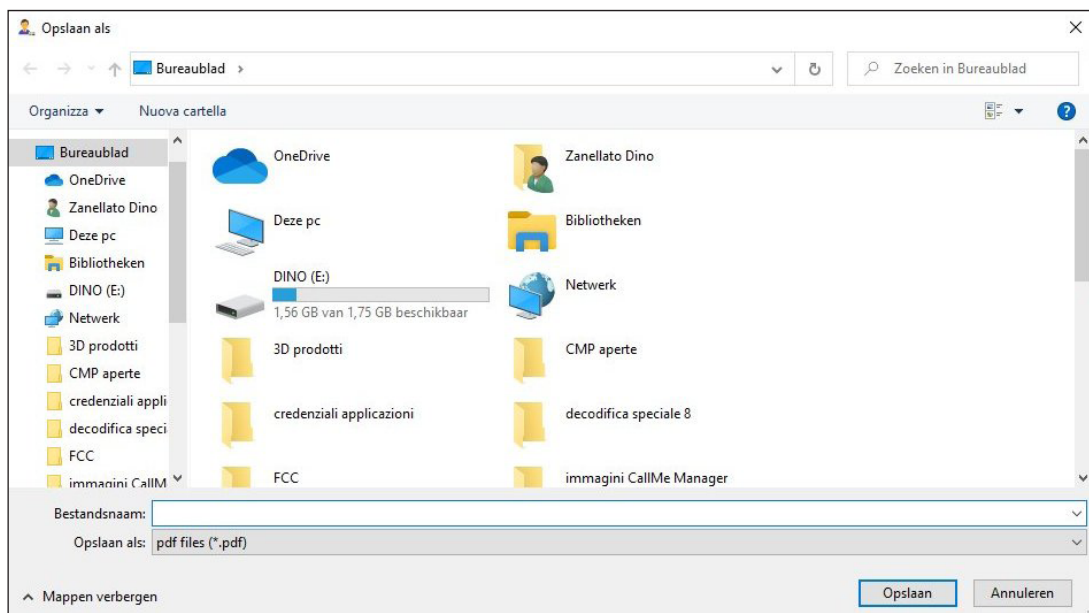 Opslaan als
Bureaublad
Zoeken in Bureaublad
Organizza
Nuova cartella
?
Bureaublad
OneDrive
Zanellato Dino
Deze pc
Bibliotheken
DINO (E:)
Netwerk
3D prodotti
CMP aperte
credenziali appli
decodifica speci
FCC
immagini CallM
OneDrive
Zanellato Dino
Deze pc
Bibliotheken
DINO (E:)
1,56 GB van 1,75 GB beschikbaar
Netwerk
3D prodotti
CMP aperte
credenziali applicazioni
decodifica speciale 8
FCC
immagini CallMe Manager
Bestandsnaam:
Opslaan als: pdf files (*.pdf)
Mappen verbergen
Opslaan
Annuleren